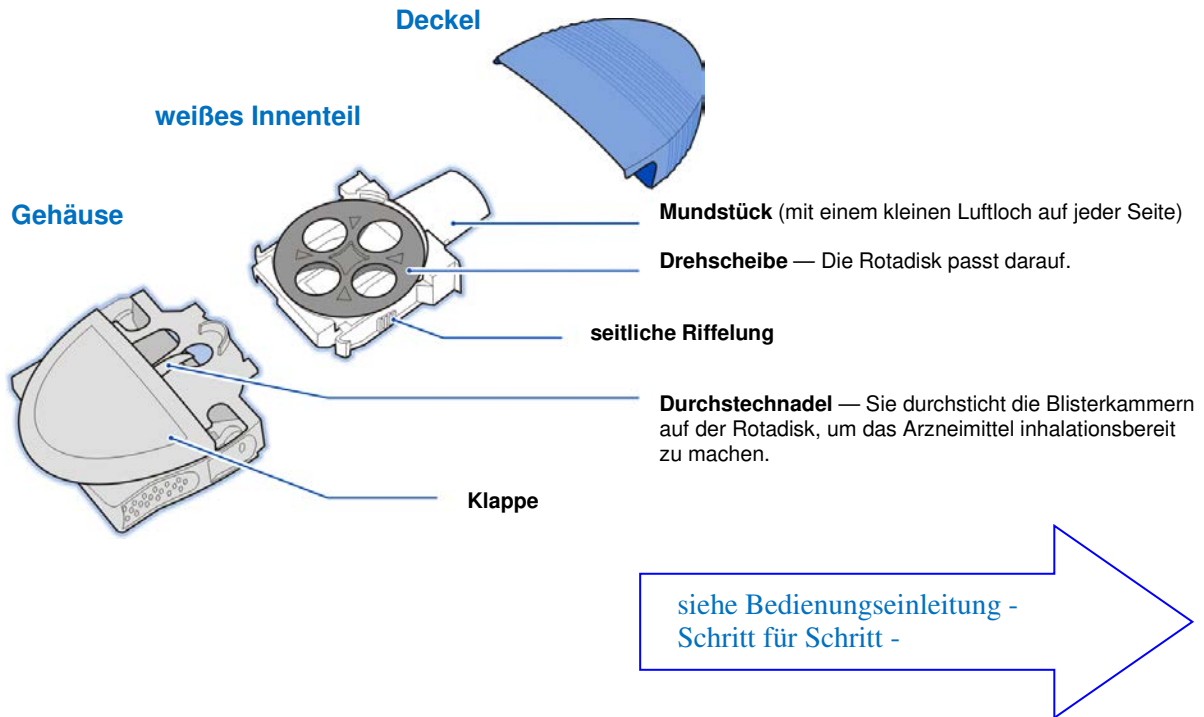 Deckel
weißes Innenteil
Gehäuse
Mundstück (mit einem kleinen Luftloch auf jeder Seite)
Drehscheibe — Die Rotadisk passt darauf.
seitliche Riffelung
Durchstechnadel — Sie durchsticht die Blisterkammern
auf der Rotadisk, um das Arzneimittel inhalationsbereit
zu machen.
Klappe
siehe Bedienungseinleitung -
Schritt für Schritt -